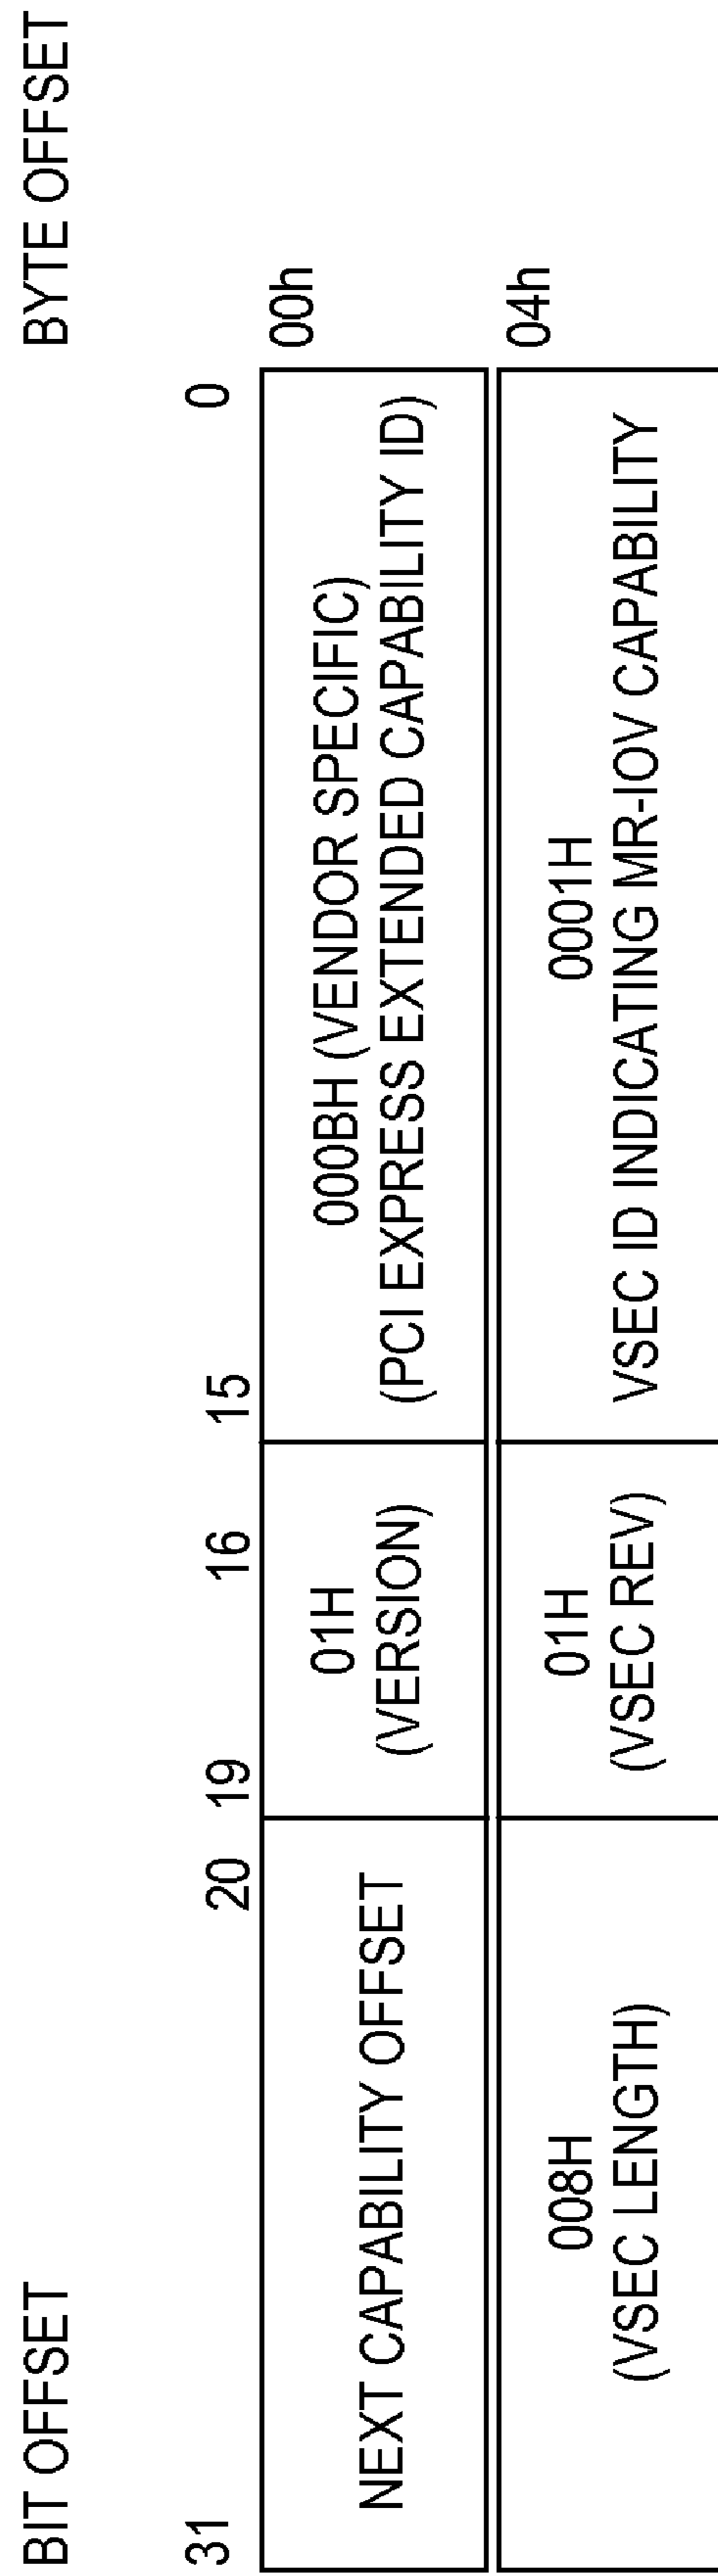 BIT OFFSET BYTE OFFSET
31 20 19 16 15 0
NEXT CAPABILITY OFFSET
01H
(VERSION)
000BH (VENDOR SPECIFIC)
(PCI EXPRESS EXTENDED CAPABILITY ID)
00h
008H
(VSEC LENGTH)
01H
(VSEC REV)
0001H
VSEC ID INDICATING MR-IOV CAPABILITY
04h